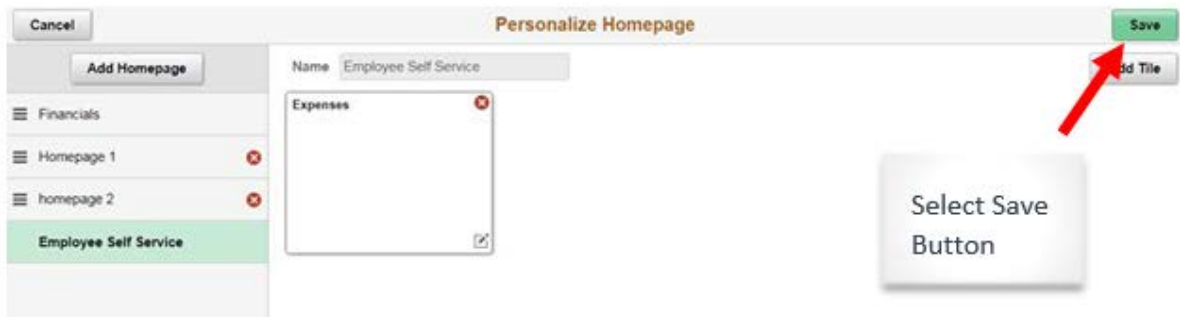 Cancel
Personalize Homepage
Save
Add Homepage
Name Employee Self Service
dd Tile
Expenses
Financials
Homepage 1
homepage 2
Employee Self Service
Select Save
Button